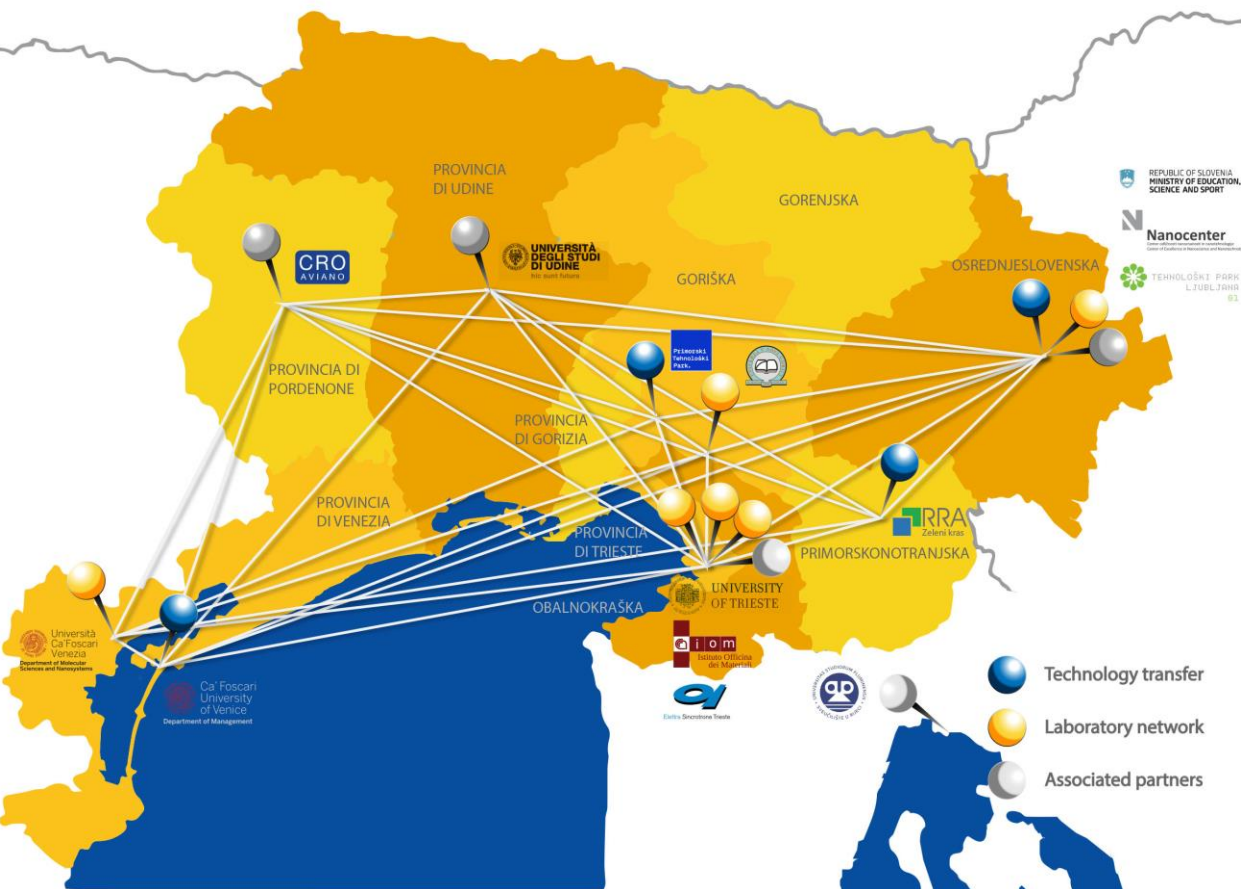 PROVINCIA
DI UDINE
GORENJSKA
REPUBLIC OF SLOVENIA
MINISTRY OF EDUCATION,
SCIENCE AND SPORT
Nanocenter
TEHNOLOŠKI PARK
LJUBLJANA
CRO
AVIANO
UNIVERSITÀ
DEGLI STUDI
DI UDINE
hic sunt futura
GORIŠKA
OSREDNJESLOVENSKA
Primorski
Tehnološki
Park.
PROVINCIA DI
PORDENONE
PROVINCIA
DI GORIZIA
PROVINCIA
DI VENEZIA
PROVINCIA
DI TRIESTE
RRA
Zeleni kras
PRIMORSKONOTRANJSKA
OBALNOKRAŠKA
UNIVERSITY
OF TRIESTE
Università
Ca'Foscari
Venezia
Department of Molecular
Sciences and Nanosystems
iom
Istituto Officina
dei Materiali
Ca' Foscari
University
of Venice
Department of Management
Elettra Sincrotrone Trieste
Technology transfer
Laboratory network
Associated partners